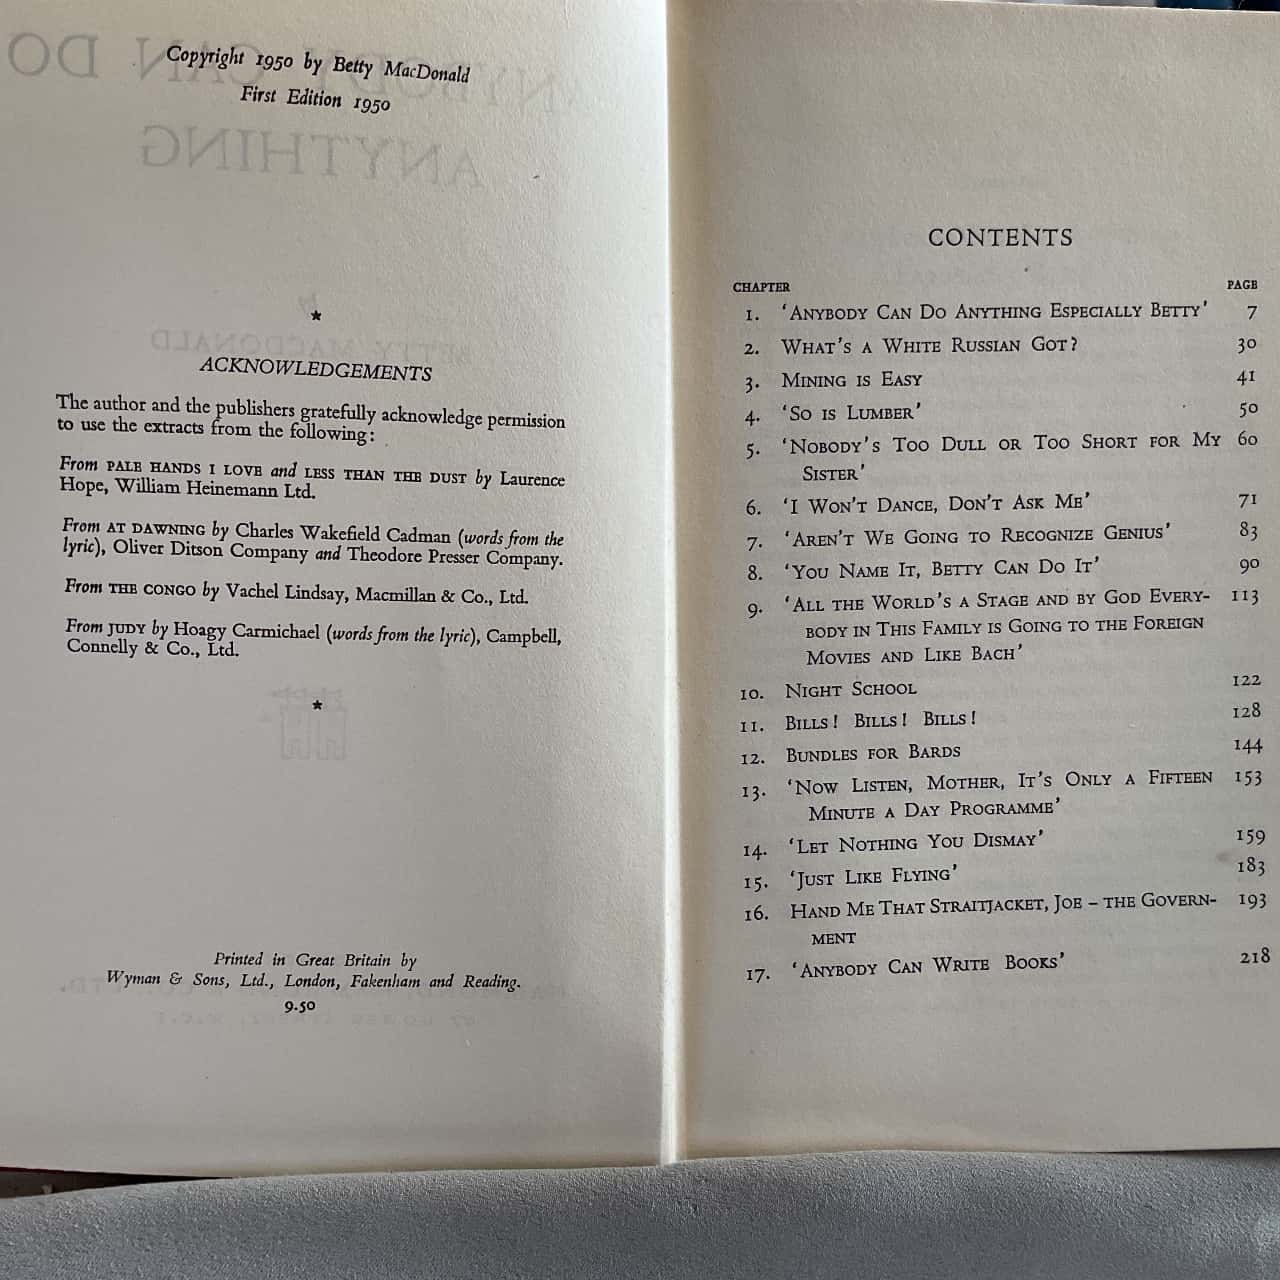 Copyright 1950 by Betty MacDonald
First Edition 1950
★
ACKNOWLEDGEMENTS
The author and the publishers gratefully acknowledge permission
to use the extracts from the following:
From PALE HANDS I LOVE and LESS THAN THE DUST by Laurence
Hope, William Heinemann Ltd.
From AT DAWNING by Charles Wakefield Cadman (words from the
lyric), Oliver Ditson Company and Theodore Presser Company.
From THE CONGO by Vachel Lindsay, Macmillan & Co., Ltd.
From JUDY by Hoagy Carmichael (words from the lyric), Campbell,
Connelly & Co., Ltd.
★
Printed in Great Britain by
Wyman & Sons, Ltd., London, Fakenham and Reading.
9.50
CONTENTS
CHAPTER PAGE
1. ‘ANYBODY CAN DO ANYTHING ESPECIALLY BETTY’ 7
2. WHAT’S A WHITE RUSSIAN GOT? 30
3. MINING IS EASY 41
4. ‘SO IS LUMBER’ 50
5. ‘NOBODY’S TOO DULL OR TOO SHORT FOR MY 60
SISTER’
6. ‘I WON’T DANCE, DON’T ASK ME’ 71
7. ‘AREN’T WE GOING TO RECOGNIZE GENIUS’ 83
8. ‘YOU NAME IT, BETTY CAN DO IT’ 90
9. ‘ALL THE WORLD’S A STAGE AND BY GOD EVERY- 113
BODY IN THIS FAMILY IS GOING TO THE FOREIGN
MOVIES AND LIKE BACH’
10. NIGHT SCHOOL 122
11. BILLS! BILLS! BILLS! 128
12. BUNDLES FOR BARDS 144
13. ‘NOW LISTEN, MOTHER, IT’S ONLY A FIFTEEN 153
MINUTE A DAY PROGRAMME’
14. ‘LET NOTHING YOU DISMAY’ 159
15. ‘JUST LIKE FLYING’ 183
16. HAND ME THAT STRAITJACKET, JOE – THE GOVERN- 193
MENT
17. ‘ANYBODY CAN WRITE BOOKS’ 218